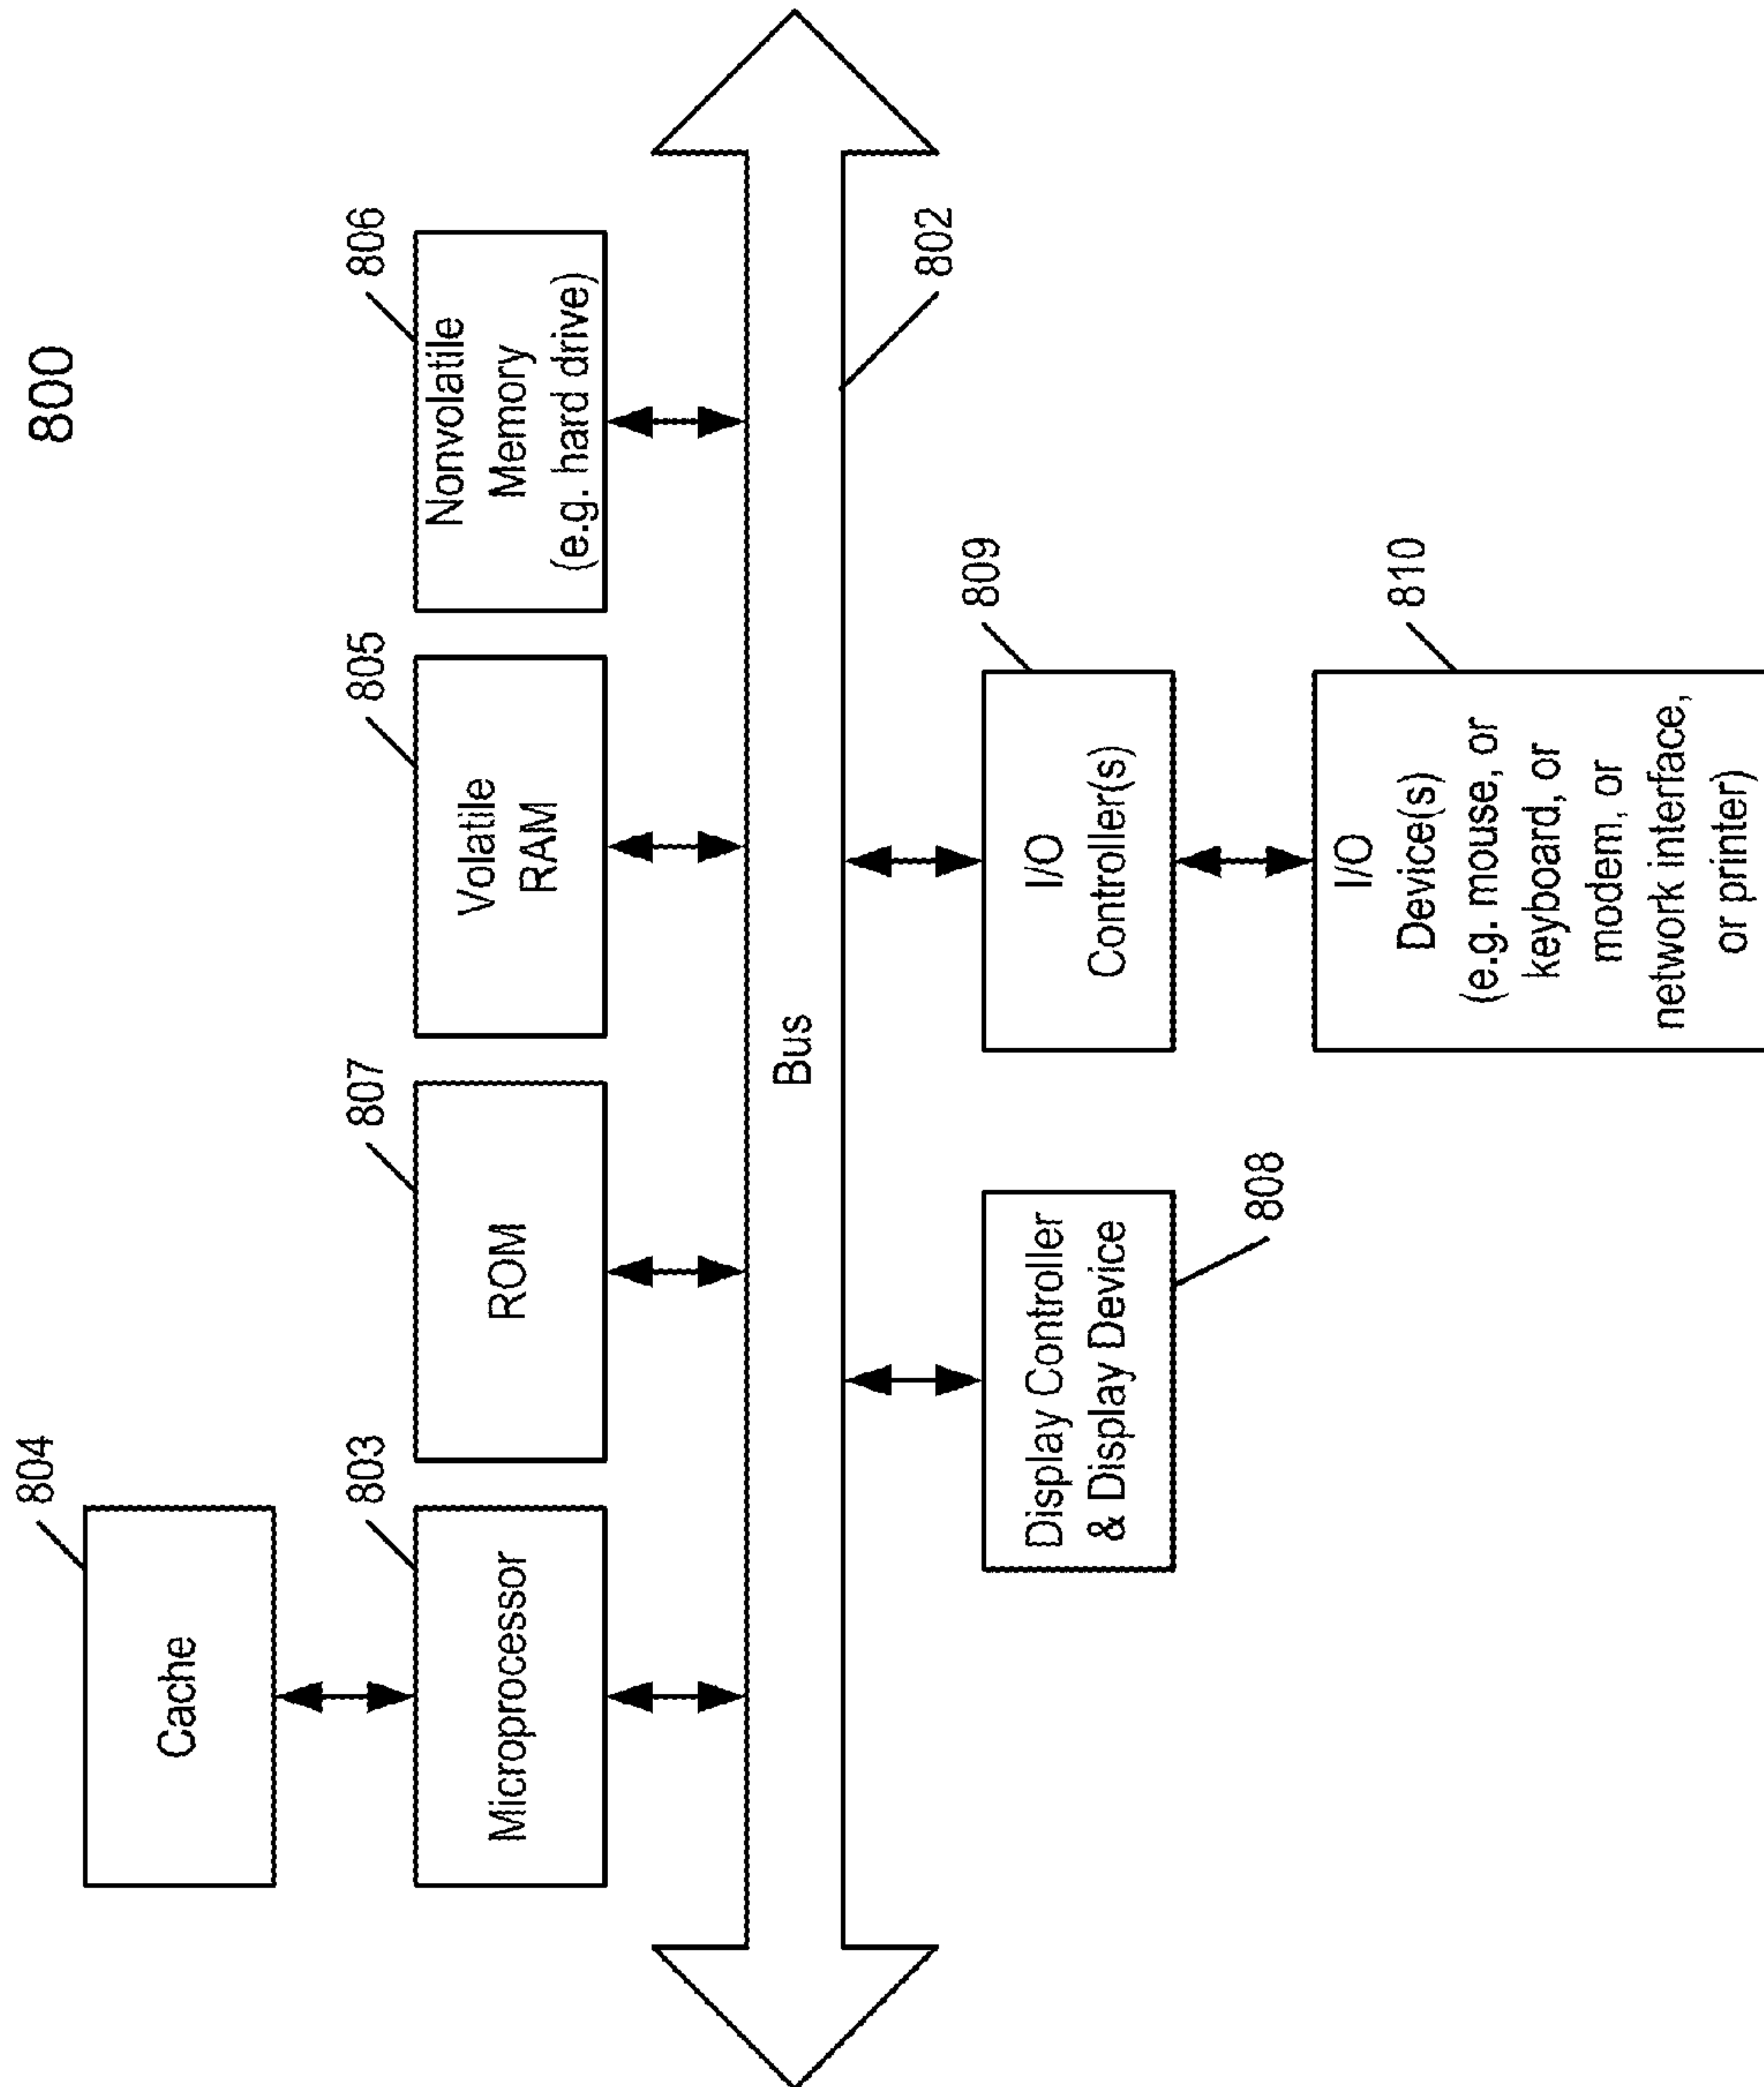 800
804
Cache
803
Microprocessor
807
ROM
805
Volatile
RAM
806
Nonvolatile
Memory
(e.g. hard drive)
Bus
802
Display Controller
& Display Device
808
809
I/O
Controller(s)
810
I/O
Device(s)
(e.g. mouse, or
keyboard, or
modem, or
network interface,
or printer)